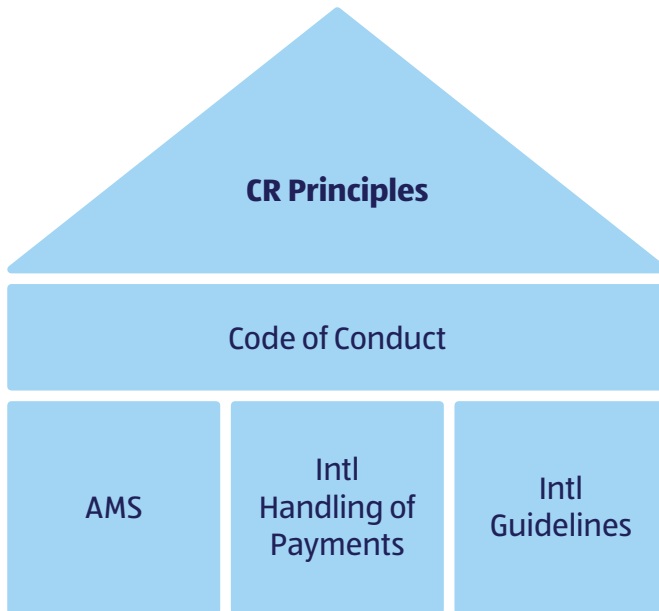 CR Principles
Code of Conduct
AMS
Intl
Handling of
Payments
Intl
Guidelines